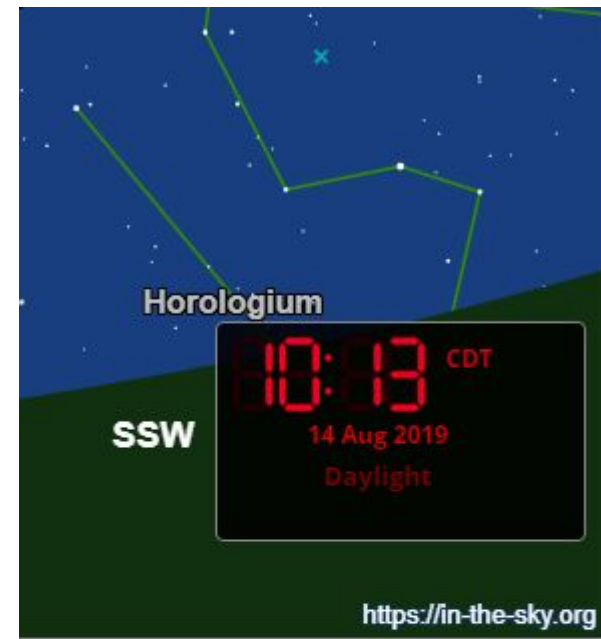 Horologium
10:13 CDT
SSW
14 Aug 2019
Daylight
https://in-the-sky.org